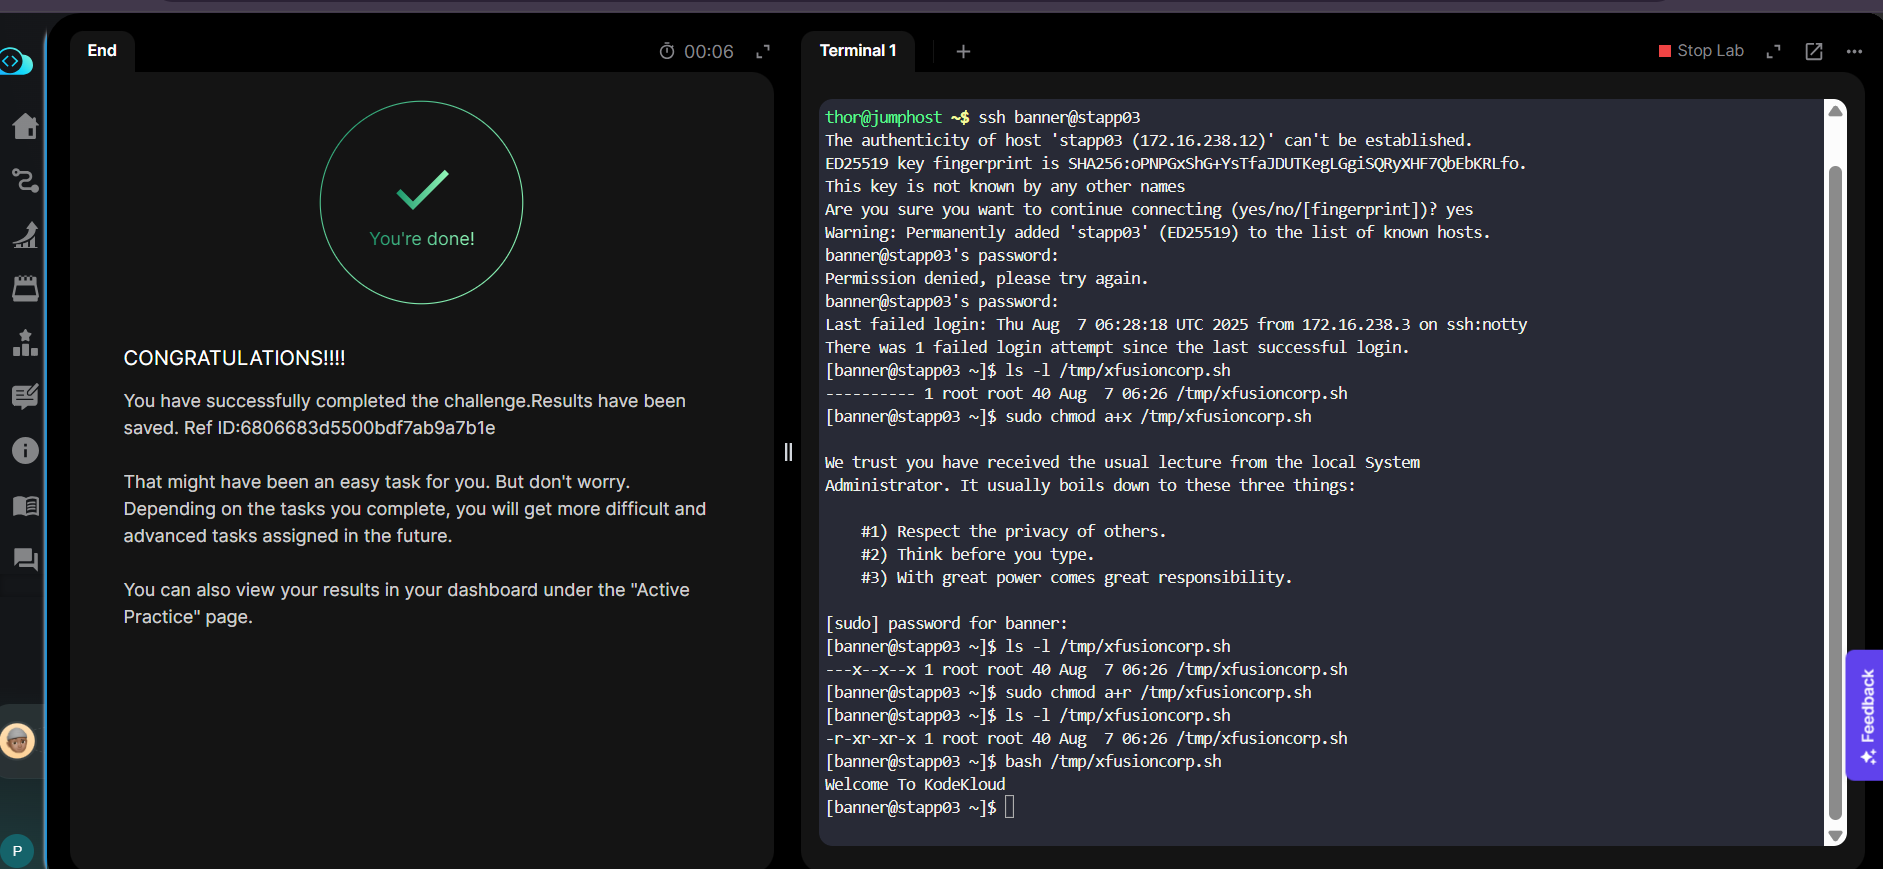 End
00:06
You're done!
CONGRATULATIONS!!!!
You have successfully completed the challenge.Results have been
saved. Ref ID:6806683d5500bdf7ab9a7b1e
That might have been an easy task for you. But don't worry.
Depending on the tasks you complete, you will get more difficult and
advanced tasks assigned in the future.
You can also view your results in your dashboard under the "Active
Practice" page.
P
Terminal 1
Stop Lab
thor@jumphost ~$ ssh banner@stapp03
The authenticity of host 'stapp03 (172.16.238.12)' can't be established.
ED25519 key fingerprint is SHA256:oPNPGxShG+YsTfaJDUTKegLGgiSQRyXHF7QbEbKRLfo.
This key is not known by any other names
Are you sure you want to continue connecting (yes/no/[fingerprint])? yes
Warning: Permanently added 'stapp03' (ED25519) to the list of known hosts.
banner@stapp03's password:
Permission denied, please try again.
banner@stapp03's password:
Last failed login: Thu Aug  7 06:28:18 UTC 2025 from 172.16.238.3 on ssh:notty
There was 1 failed login attempt since the last successful login.
[banner@stapp03 ~]$ ls -l /tmp/xfusioncorp.sh
---------- 1 root root 40 Aug  7 06:26 /tmp/xfusioncorp.sh
[banner@stapp03 ~]$ sudo chmod a+x /tmp/xfusioncorp.sh
We trust you have received the usual lecture from the local System
Administrator. It usually boils down to these three things:
#1) Respect the privacy of others.
#2) Think before you type.
#3) With great power comes great responsibility.
[sudo] password for banner:
[banner@stapp03 ~]$ ls -l /tmp/xfusioncorp.sh
---x--x--x 1 root root 40 Aug  7 06:26 /tmp/xfusioncorp.sh
[banner@stapp03 ~]$ sudo chmod a+r /tmp/xfusioncorp.sh
[banner@stapp03 ~]$ ls -l /tmp/xfusioncorp.sh
-r-xr-xr-x 1 root root 40 Aug  7 06:26 /tmp/xfusioncorp.sh
[banner@stapp03 ~]$ bash /tmp/xfusioncorp.sh
Welcome To KodeKloud
[banner@stapp03 ~]$
Feedback